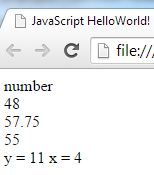 JavaScript HelloWorld!
file:///
number
48
57.75
55
y = 11 x = 4